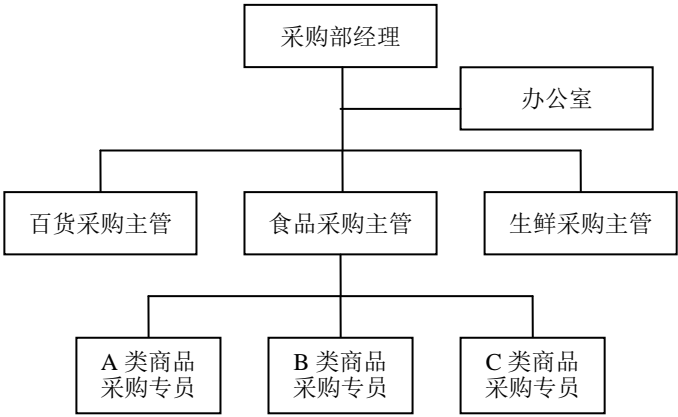 采购部经理
办公室
百货采购主管
食品采购主管
生鲜采购主管
A 类商品
采购专员
B 类商品
采购专员
C 类商品
采购专员